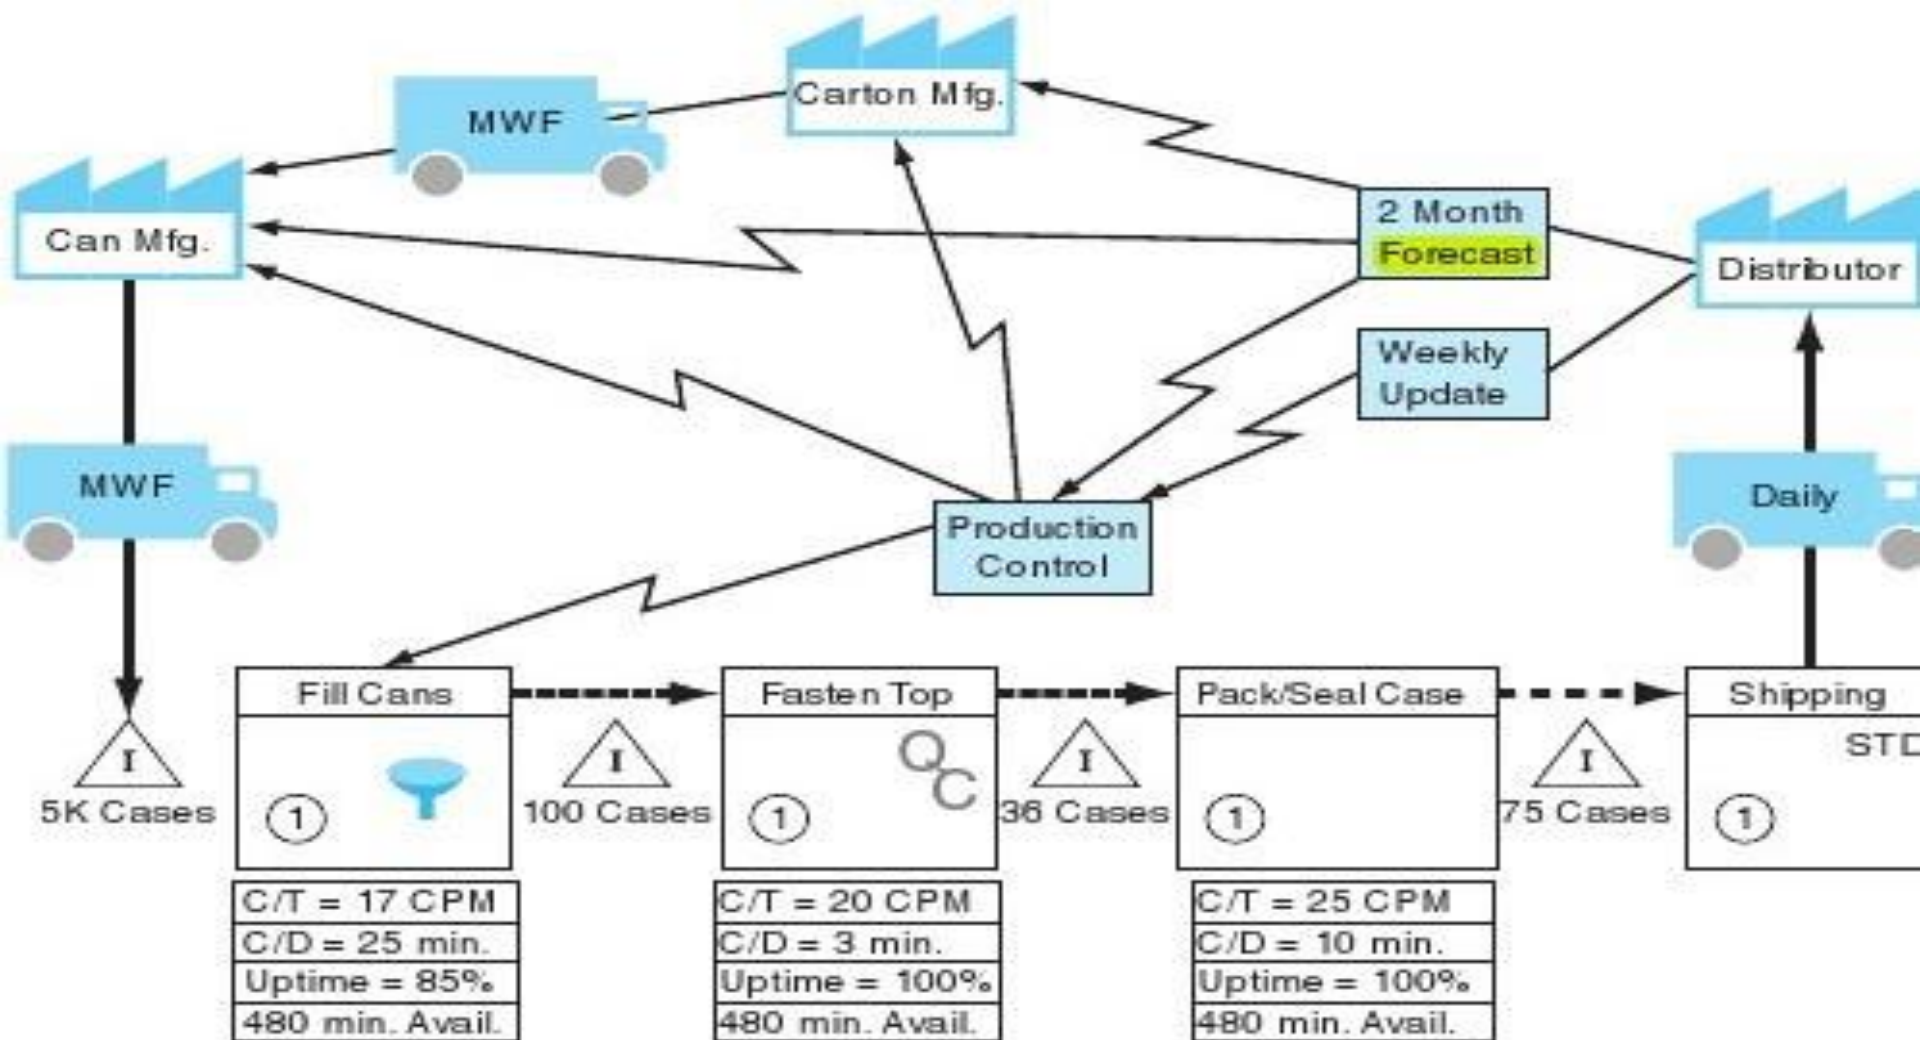 Carton Mfg.
MWF
Can Mfg.
2 Month
Forecast
Distributor
Weekly
Update
MWF
Daily
Production
Control
Fill Cans
Fasten Top
Pack/Seal Case
Shipping
I
5K Cases
1
I
100 Cases
1
QC
I
36 Cases
1
I
75 Cases
1
STD
C/T = 17 CPM
C/D = 25 min.
Uptime = 85%
480 min. Avail.
C/T = 20 CPM
C/D = 3 min.
Uptime = 100%
480 min. Avail.
C/T = 25 CPM
C/D = 10 min.
Uptime = 100%
480 min. Avail.